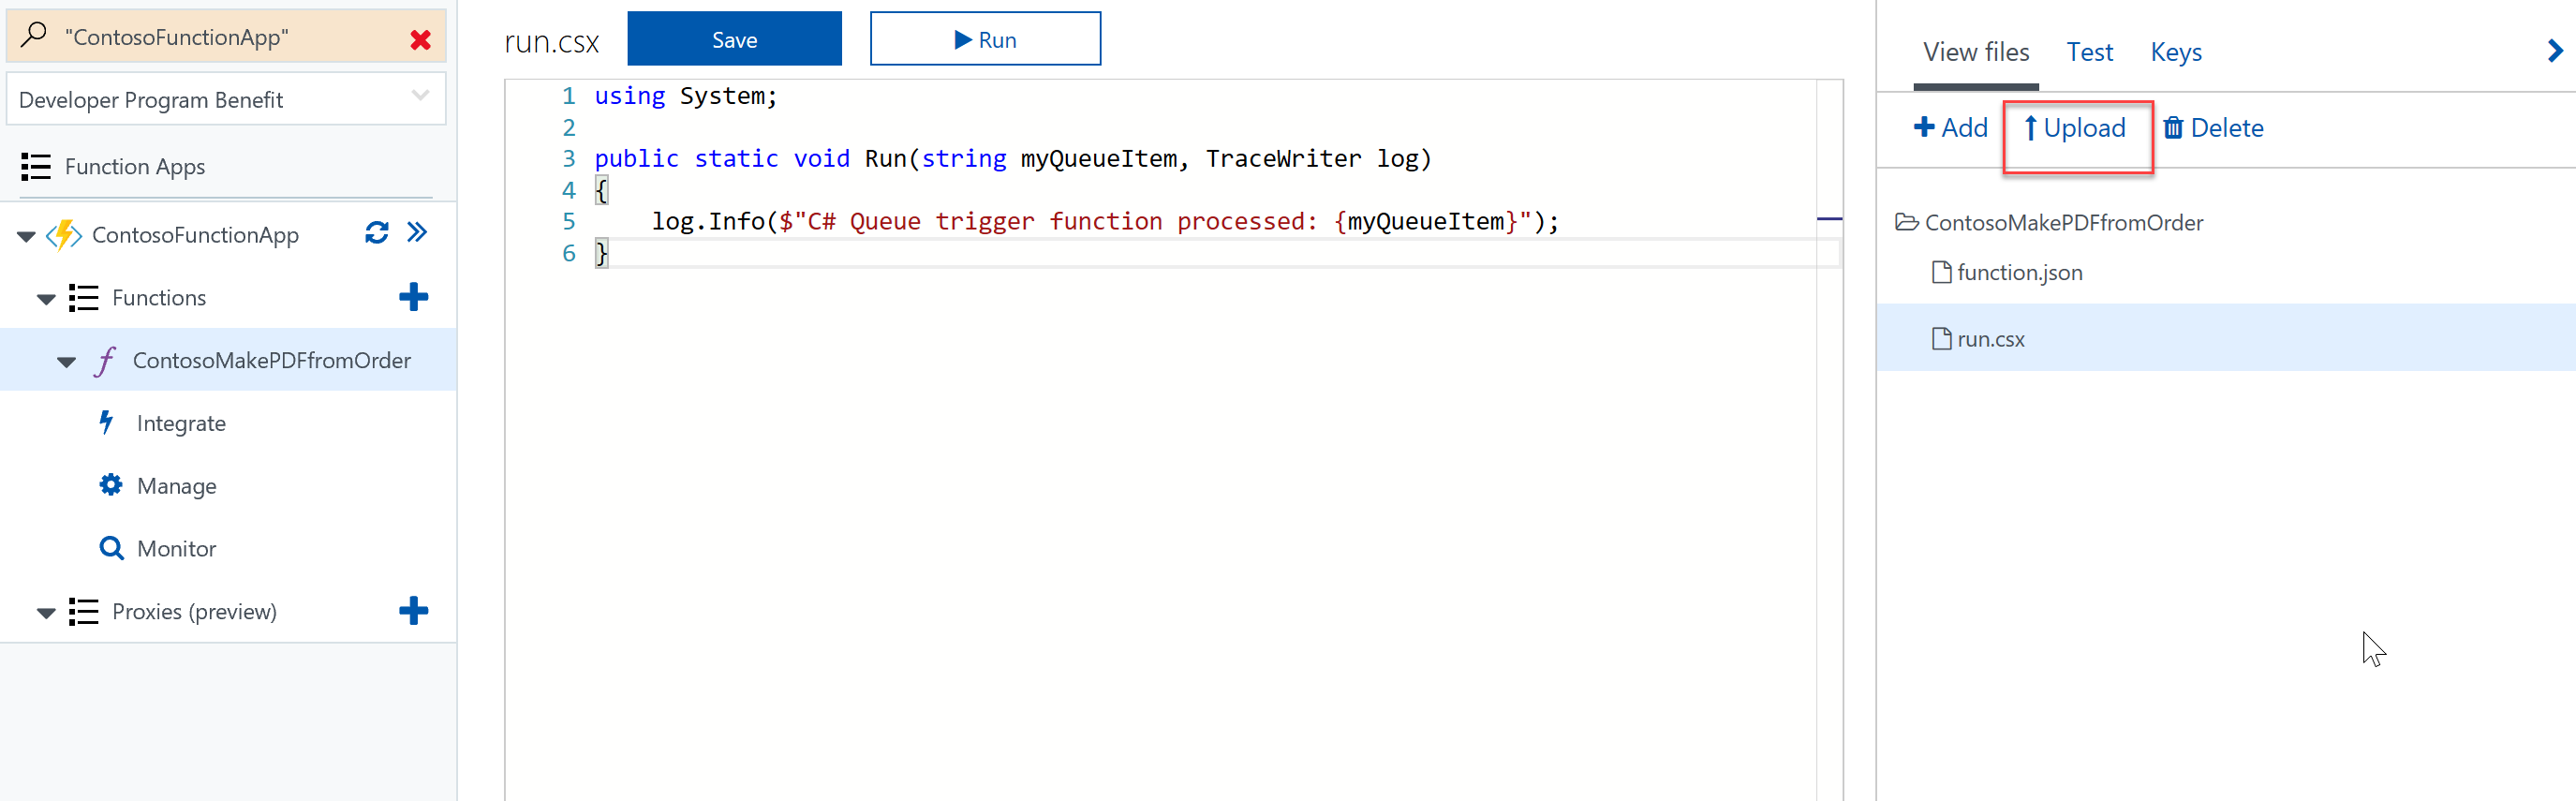 "ContosoFunctionApp"
Developer Program Benefit
Function Apps
ContosoFunctionApp
Functions
ContosoMakePDFfromOrder
Integrate
Manage
Monitor
Proxies (preview)
run.csx
Save
Run
1 using System;
2
3 public static void Run(string myQueueItem, TraceWriter log)
4 {
5     log.Info($"C# Queue trigger function processed: {myQueueItem}");
6 }
View files Test Keys
Add Upload Delete
ContosoMakePDFfromOrder
function.json
run.csx